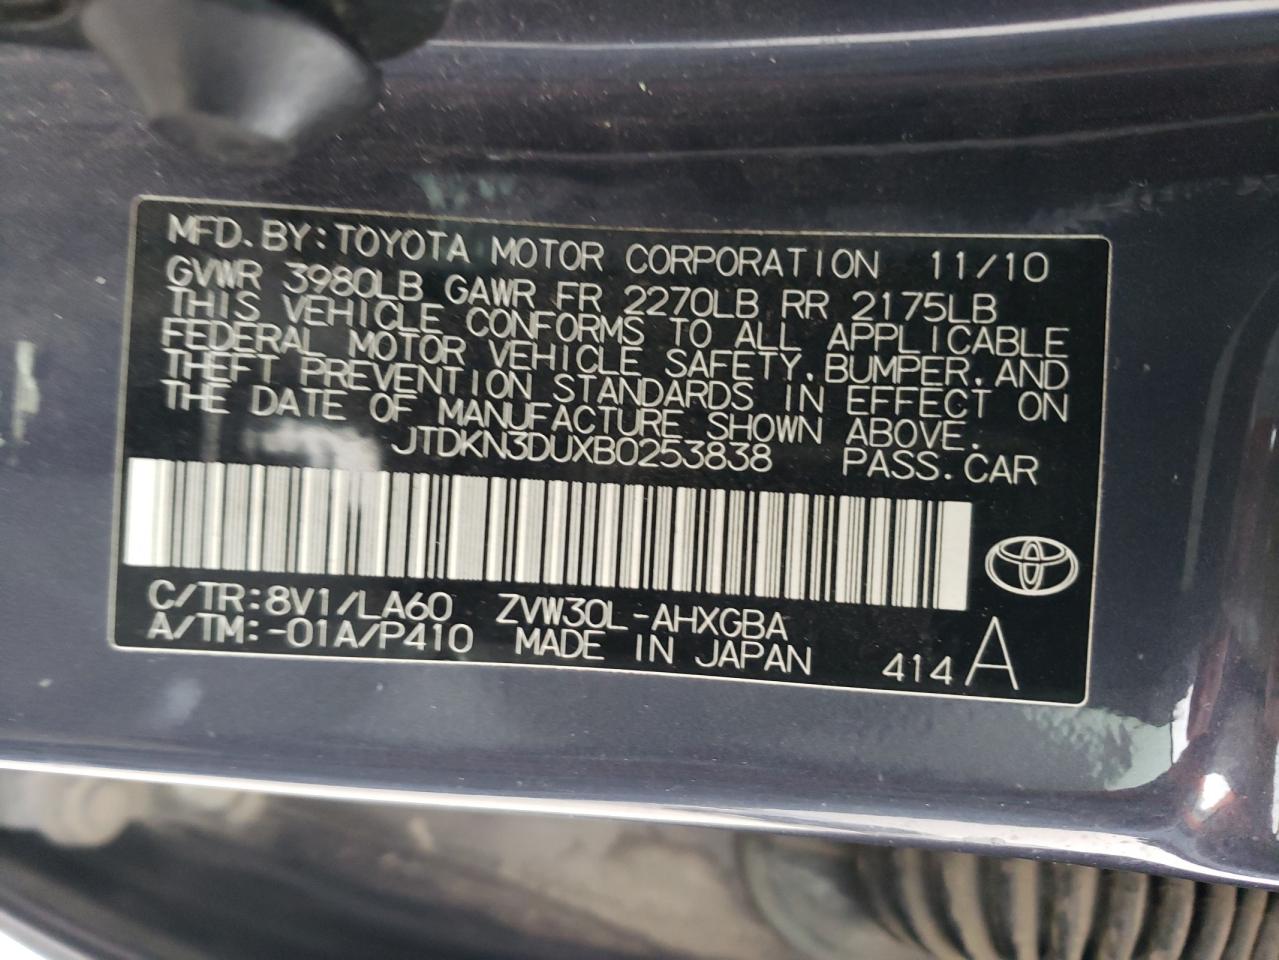 MFD.BY:TOYOTA MOTOR CORPORATION 11/10
GVWR 3980LB GAWR FR 2270LB RR 2175LB
THIS VEHICLE CONFORMS TO ALL APPLICABLE
FEDERAL MOTOR VEHICLE SAFETY,BUMPER,AND
THEFT PREVENTION STANDARDS IN EFFECT ON
THE DATE OF MANUFACTURE SHOWN ABOVE.
JTDKN3DUXB0253838 PASS.CAR
C/TR:8V1/LA60 ZVW30L-AHXGBA
A/TM:-01A/P410 MADE IN JAPAN 414 A